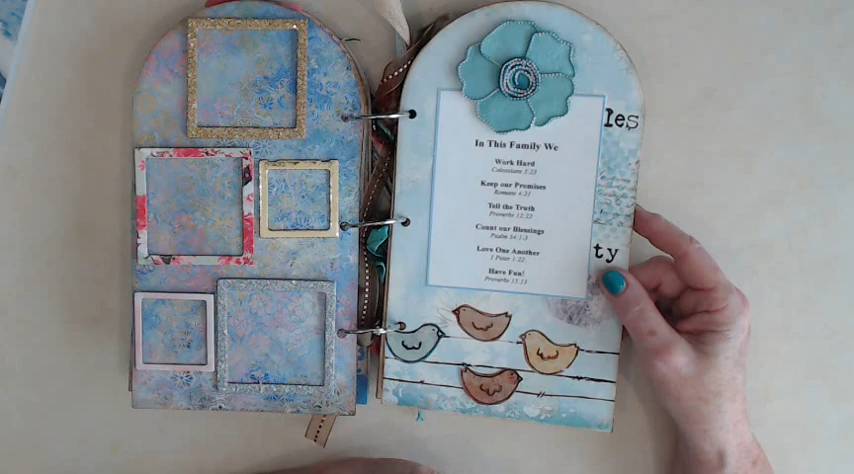 les
In This Family We
Work Hard
Colossians 3:23
Keep our Promises
Romans 4:21
Tell the Truth
Proverbs 12:22
Count our Blessings
Psalm 34:1-3
ty
Love One Another
1 Peter 1:22
Have Fun!
Proverbs 15:13